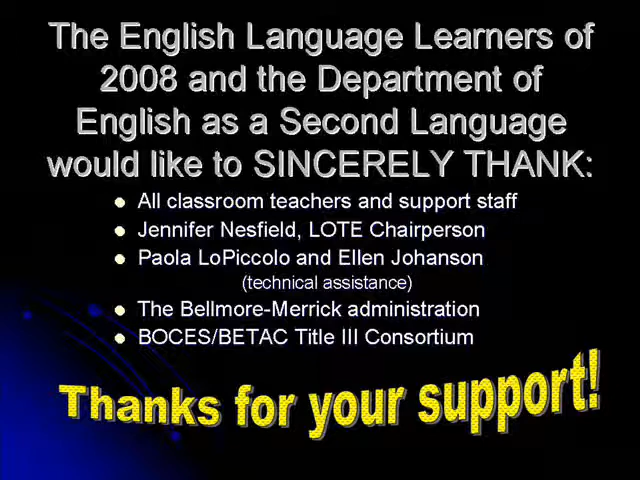 The English Language Learners of
2008 and the Department of
English as a Second Language
would like to SINCERELY THANK:
All classroom teachers and support staff
Jennifer Nesfield, LOTE Chairperson
Paola LoPiccolo and Ellen Johanson
(technical assistance)
The Bellmore-Merrick administration
BOCES/BETAC Title III Consortium
Thanks for your support!